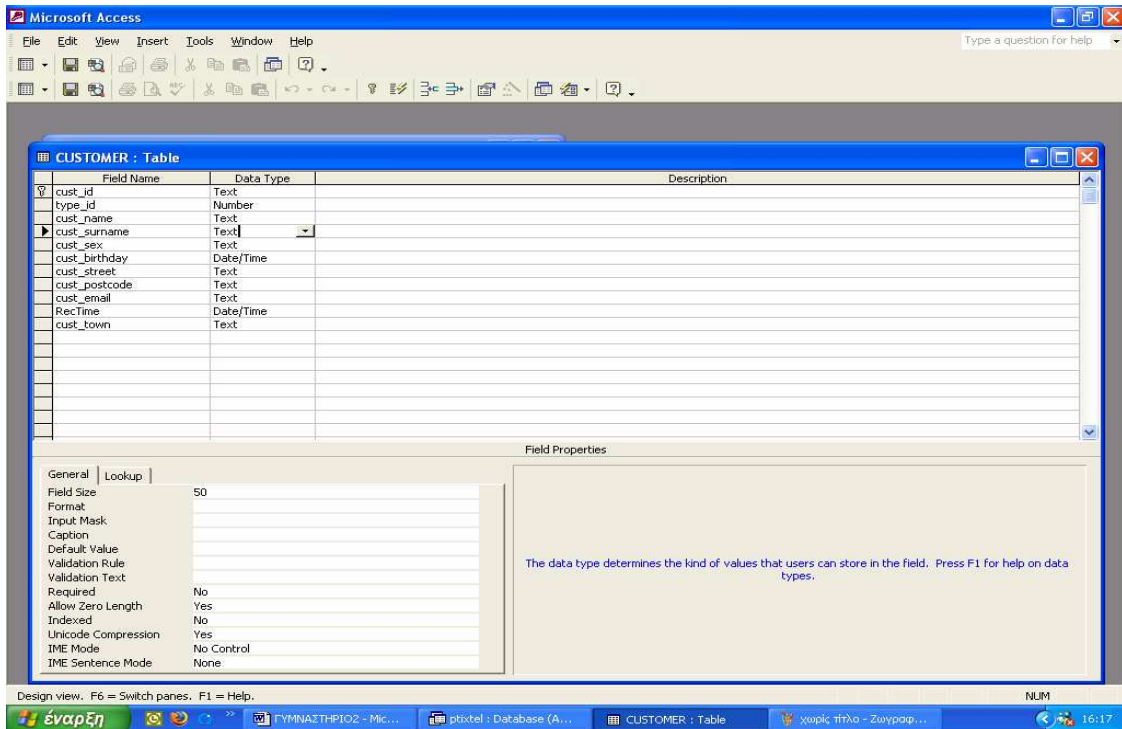 Microsoft Access
File Edit View Insert Tools Window Help Type a question for help
CUSTOMER : Table
Field Name Data Type Description
cust_id Text
type_id Number
cust_name Text
cust_surname Text
cust_sex Text
cust_birthday Date/Time
cust_street Text
cust_postcode Text
cust_email Text
RecTime Date/Time
cust_town Text
Field Properties
General Lookup
Field Size 50
Format
Input Mask
Caption
Default Value
Validation Rule
Validation Text
Required No
Allow Zero Length Yes
Indexed No
Unicode Compression Yes
IME Mode No Control
IME Sentence Mode None
The data type determines the kind of values that users can store in the field. Press F1 for help on data
types.
Design view. F6 = Switch panes. F1 = Help. NUM
έναρξη ΓΥΜΝΑΣΤΗΡΙΟ2 - Mic... ptixtel : Database (A... CUSTOMER : Table χωρίς τίτλο - Ζωγραφ... 16:17